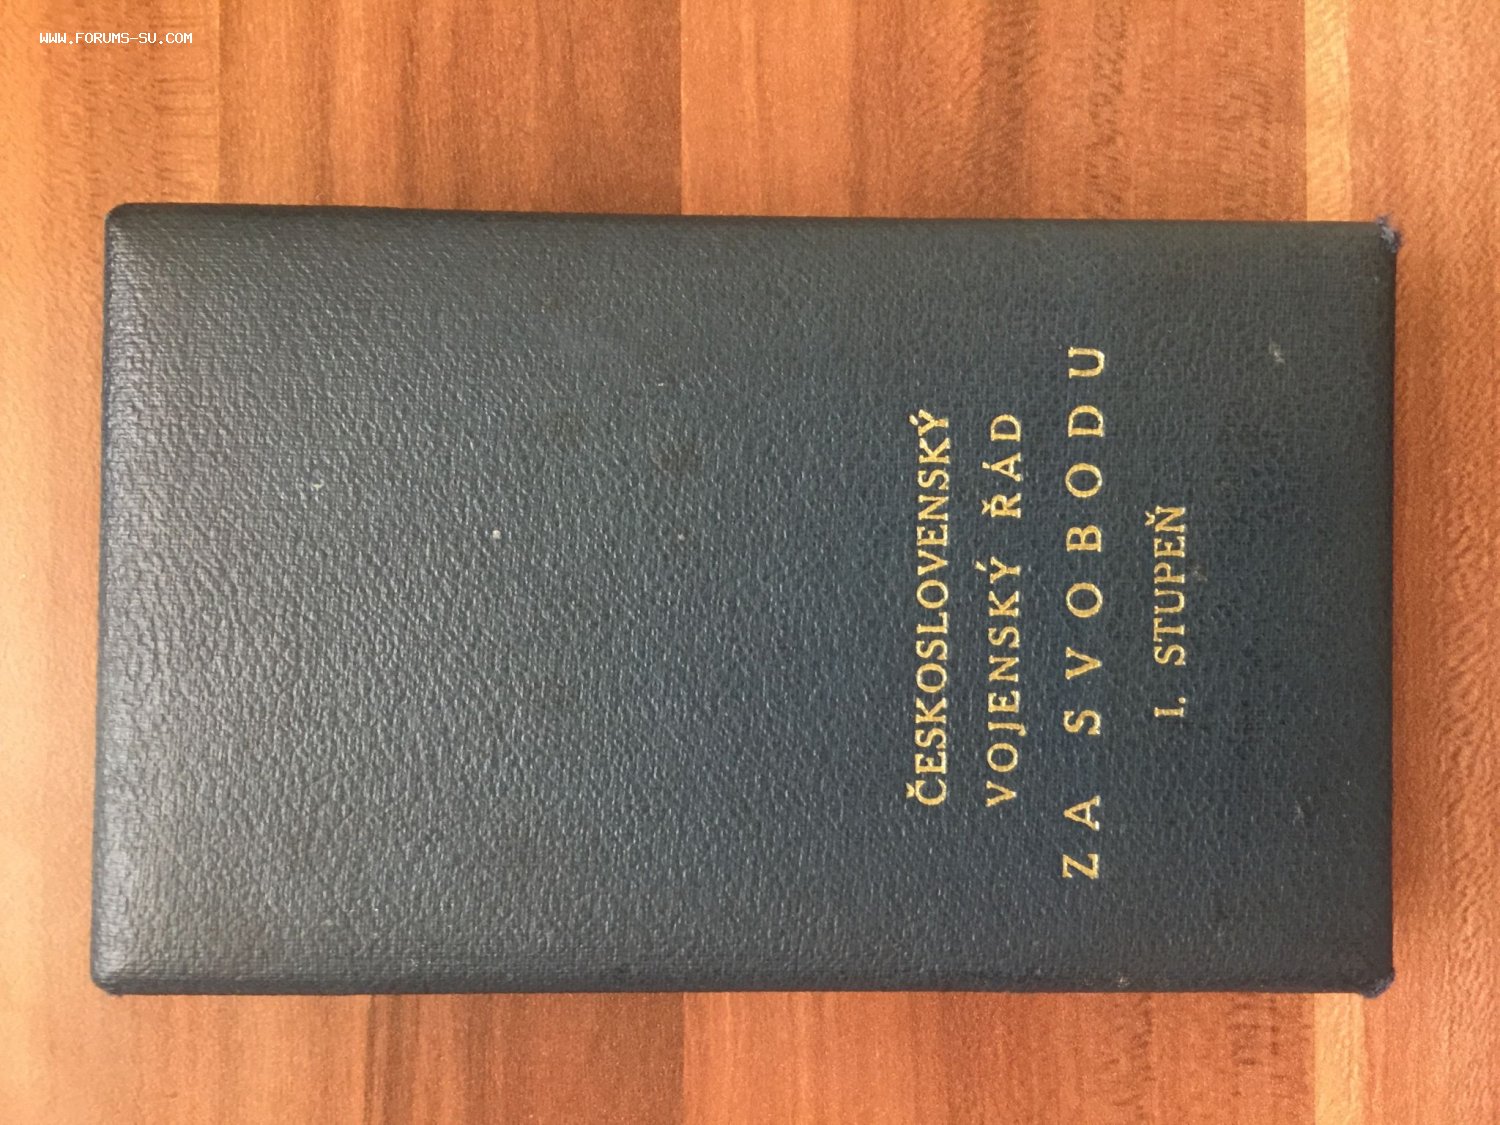 WWW.FORUMS-SU.COM
ČESKOSLOVENSKÝ
VOJENSKÝ ŘÁD
ZA SVOBODU
I. STUPEŇ